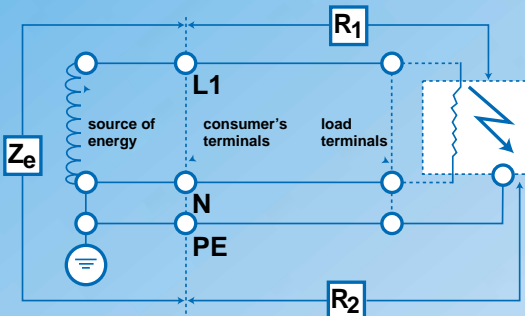 R1
L1
source of
energy
consumer's
terminals
load
terminals
Ze
N
PE
R2